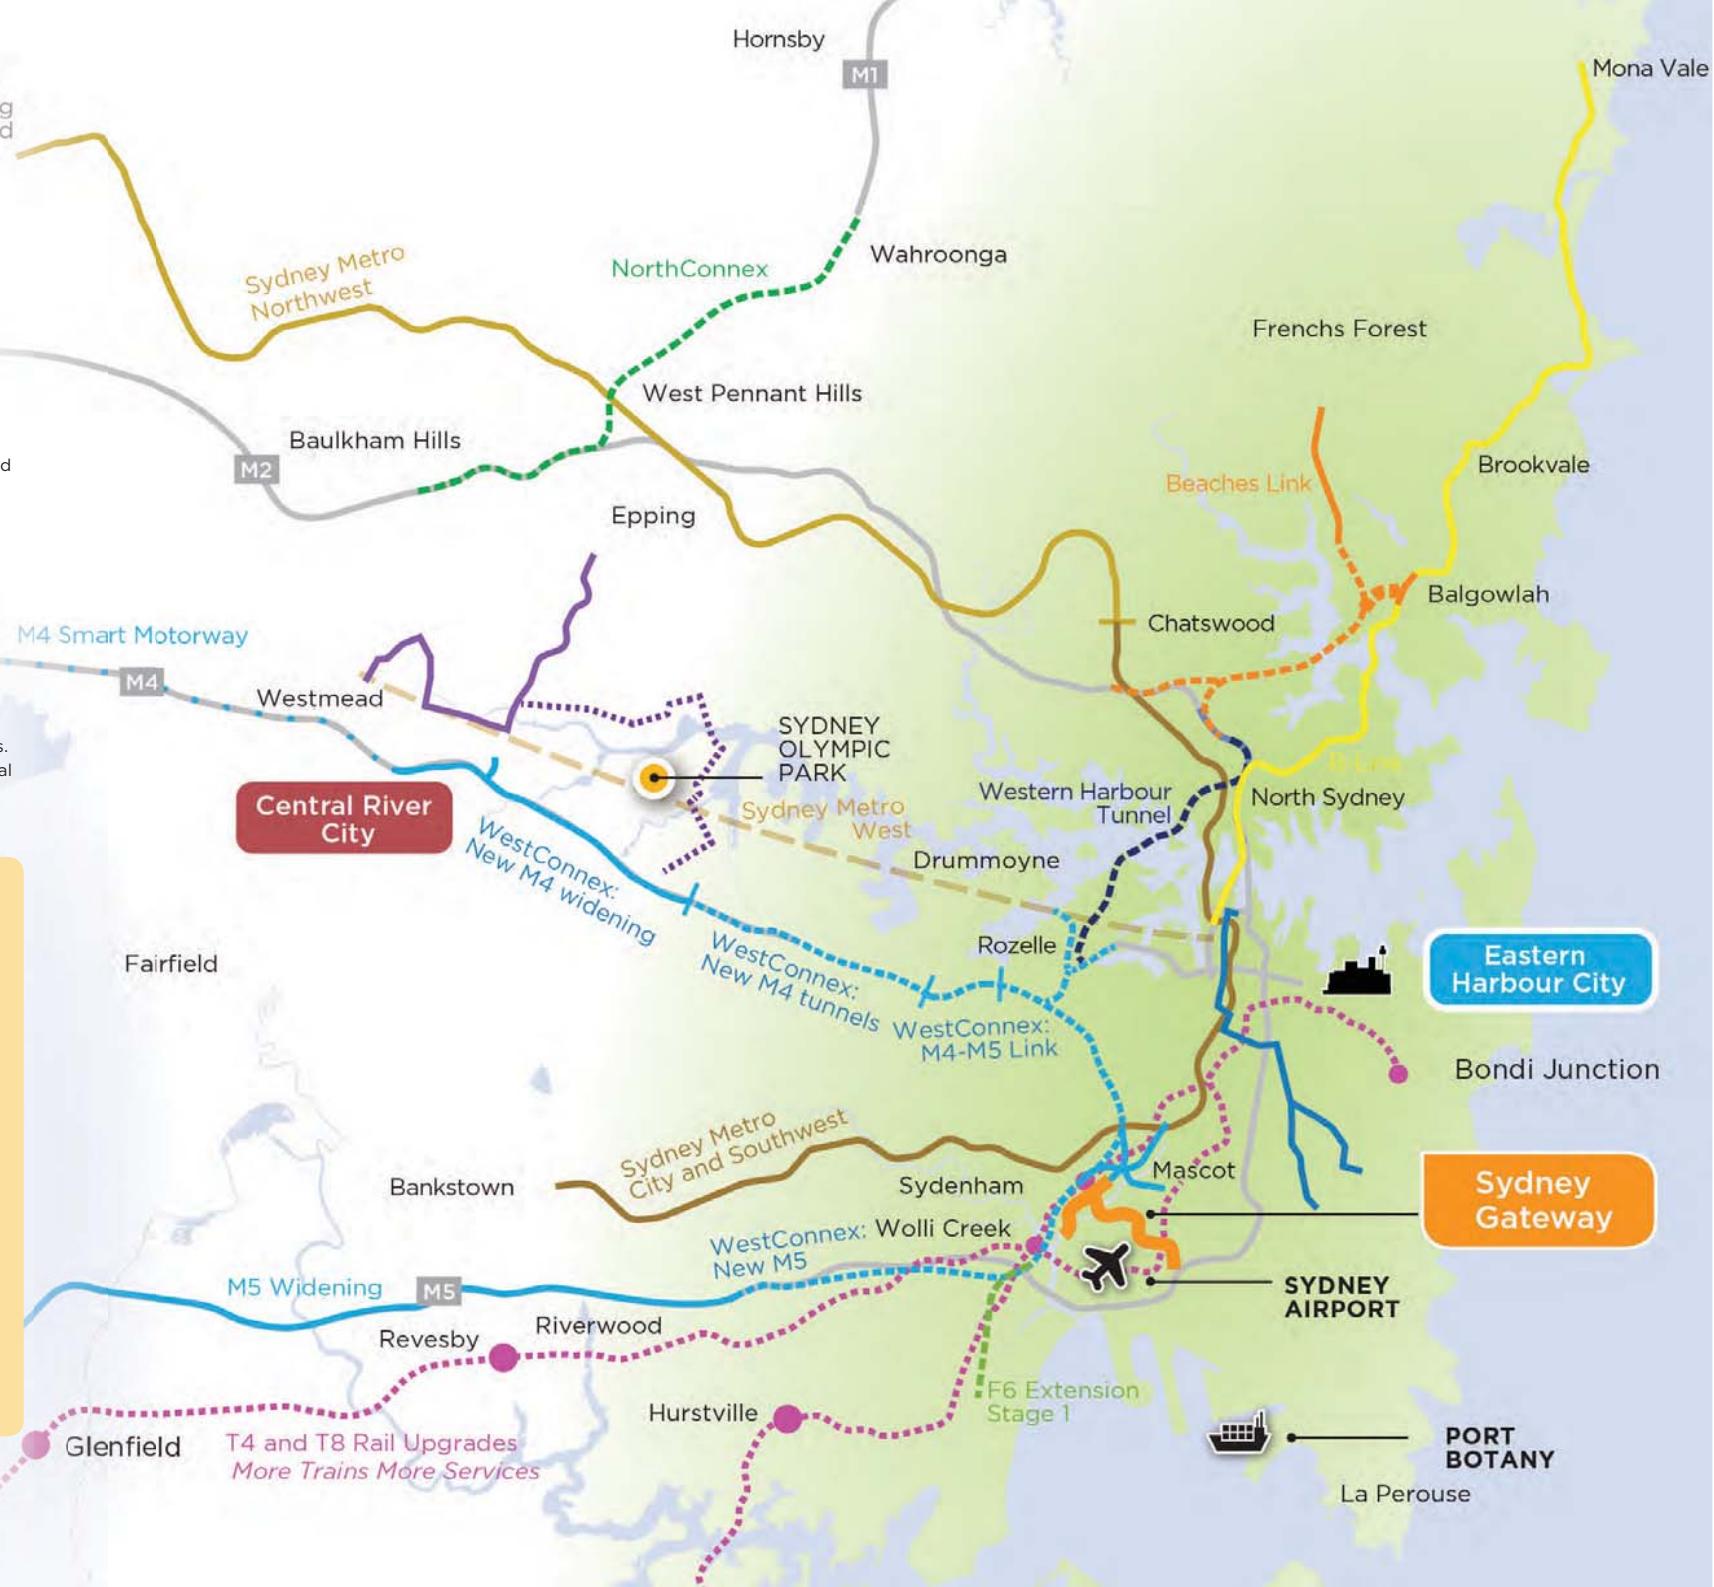 Hornsby
M1
Mona Vale
g
d
Sydney Metro
Northwest
NorthConnex
Wahroonga
Frenchs Forest
West Pennant Hills
Baulkham Hills
M2
d
Beaches Link
Brookvale
Epping
Balgowlah
Chatswood
M4 Smart Motorway
M4
Westmead
SYDNEY
OLYMPIC
PARK
s.
al
B-Line
Central River
City
Sydney Metro
West
Western Harbour
Tunnel
North Sydney
WestConnex:
New M4 widening
Drummoyne
Rozelle
Fairfield
WestConnex:
New M4 tunnels
Eastern
Harbour City
WestConnex:
M4-M5 Link
Bondi Junction
Sydney Metro
City and Southwest
Bankstown
Sydenham
Mascot
Sydney
Gateway
WestConnex:
New M5
Wolli Creek
M5 Widening
M5
SYDNEY
AIRPORT
Revesby
Riverwood
F6 Extension
Stage 1
Hurstville
Glenfield
T4 and T8 Rail Upgrades
More Trains More Services
PORT
BOTANY
La Perouse